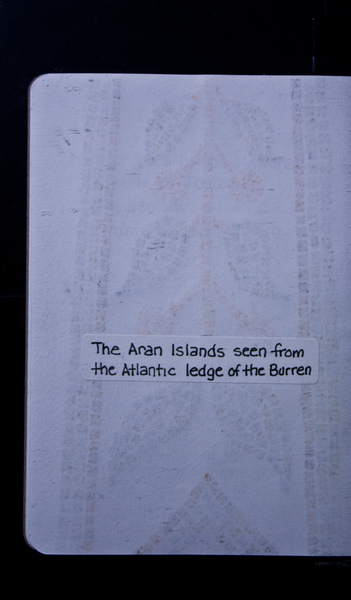 The Aran Islands seen from
the Atlantic ledge of the Burren